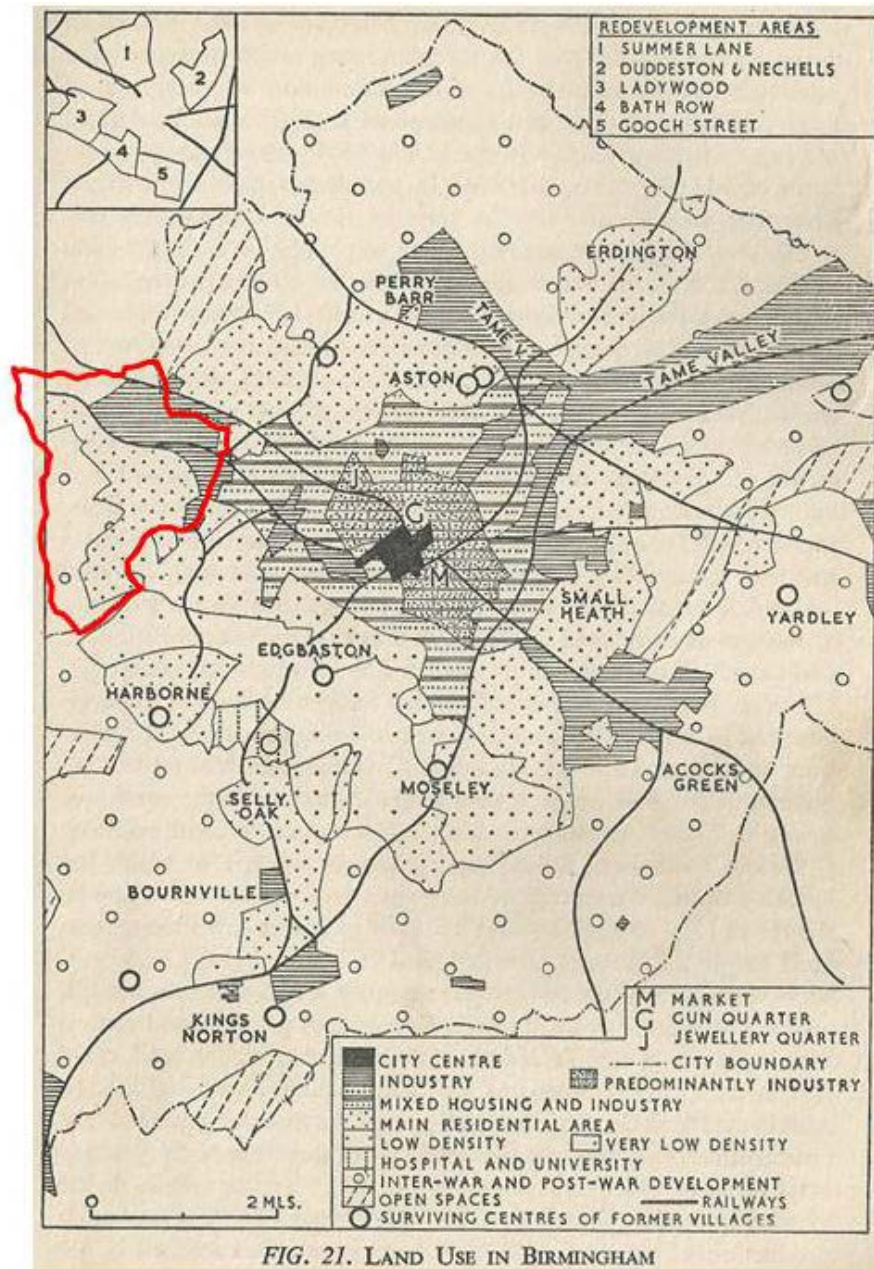 REDEVELOPMENT AREAS
1 SUMMER LANE
2 DUDDESTON & NECHELLS
3 LADYWOOD
4 BATH ROW
5 GOOCH STREET
1
2
3
4
5
ERDINGTON
PERRY
BARR
TAME V.
TAME VALLEY
ASTON
J
G
M
SMALL
HEATH
YARDLEY
EDGBASTON
HARBORNE
MOSELEY
ACOCKS
GREEN
SELLY
OAK
BOURNVILLE
KINGS
NORTON
M MARKET
G GUN QUARTER
J JEWELLERY QUARTER
CITY CENTRE
CITY BOUNDARY
INDUSTRY
PREDOMINANTLY INDUSTRY
MIXED HOUSING AND INDUSTRY
MAIN RESIDENTIAL AREA
LOW DENSITY
VERY LOW DENSITY
HOSPITAL AND UNIVERSITY
INTER-WAR AND POST-WAR DEVELOPMENT
OPEN SPACES
RAILWAYS
SURVIVING CENTRES OF FORMER VILLAGES
0 2 MLS.
FIG. 21. LAND USE IN BIRMINGHAM